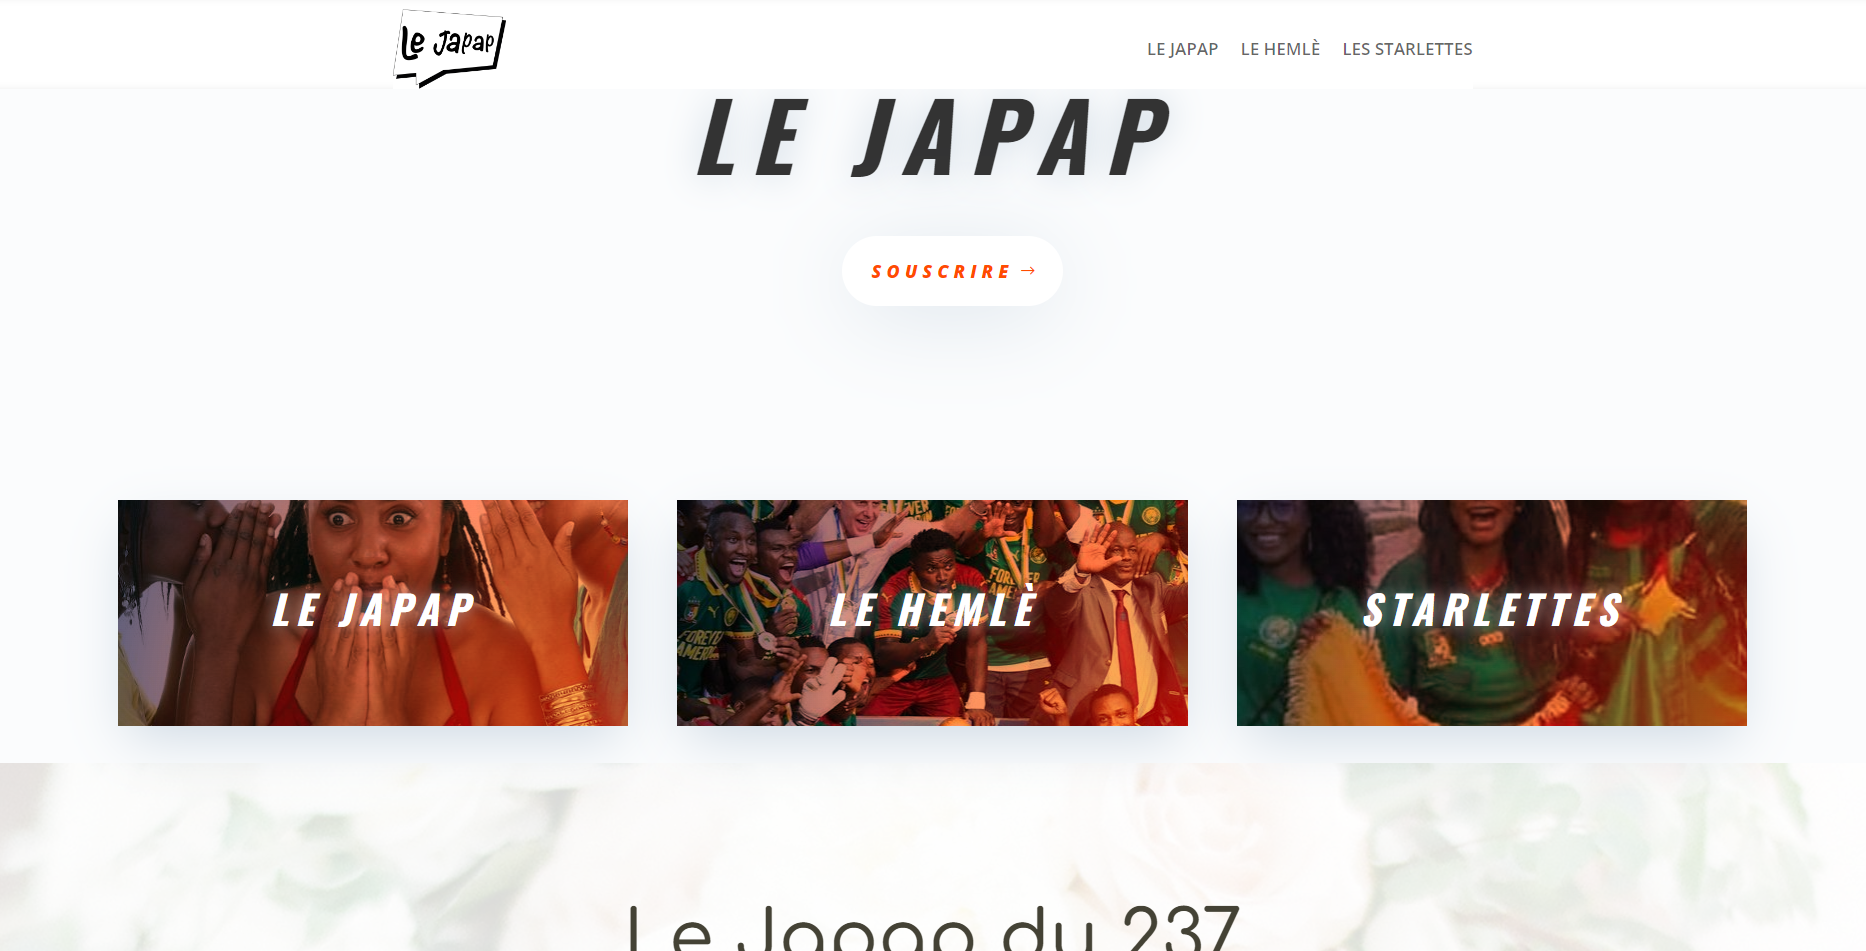 Le Japap
LE JAPAP LE HEMLÈ LES STARLETTES
LE JAPAP
SOUSCRIRE →
LE JAPAP
LE HEMLÈ
STARLETTES
Le Japap du 237